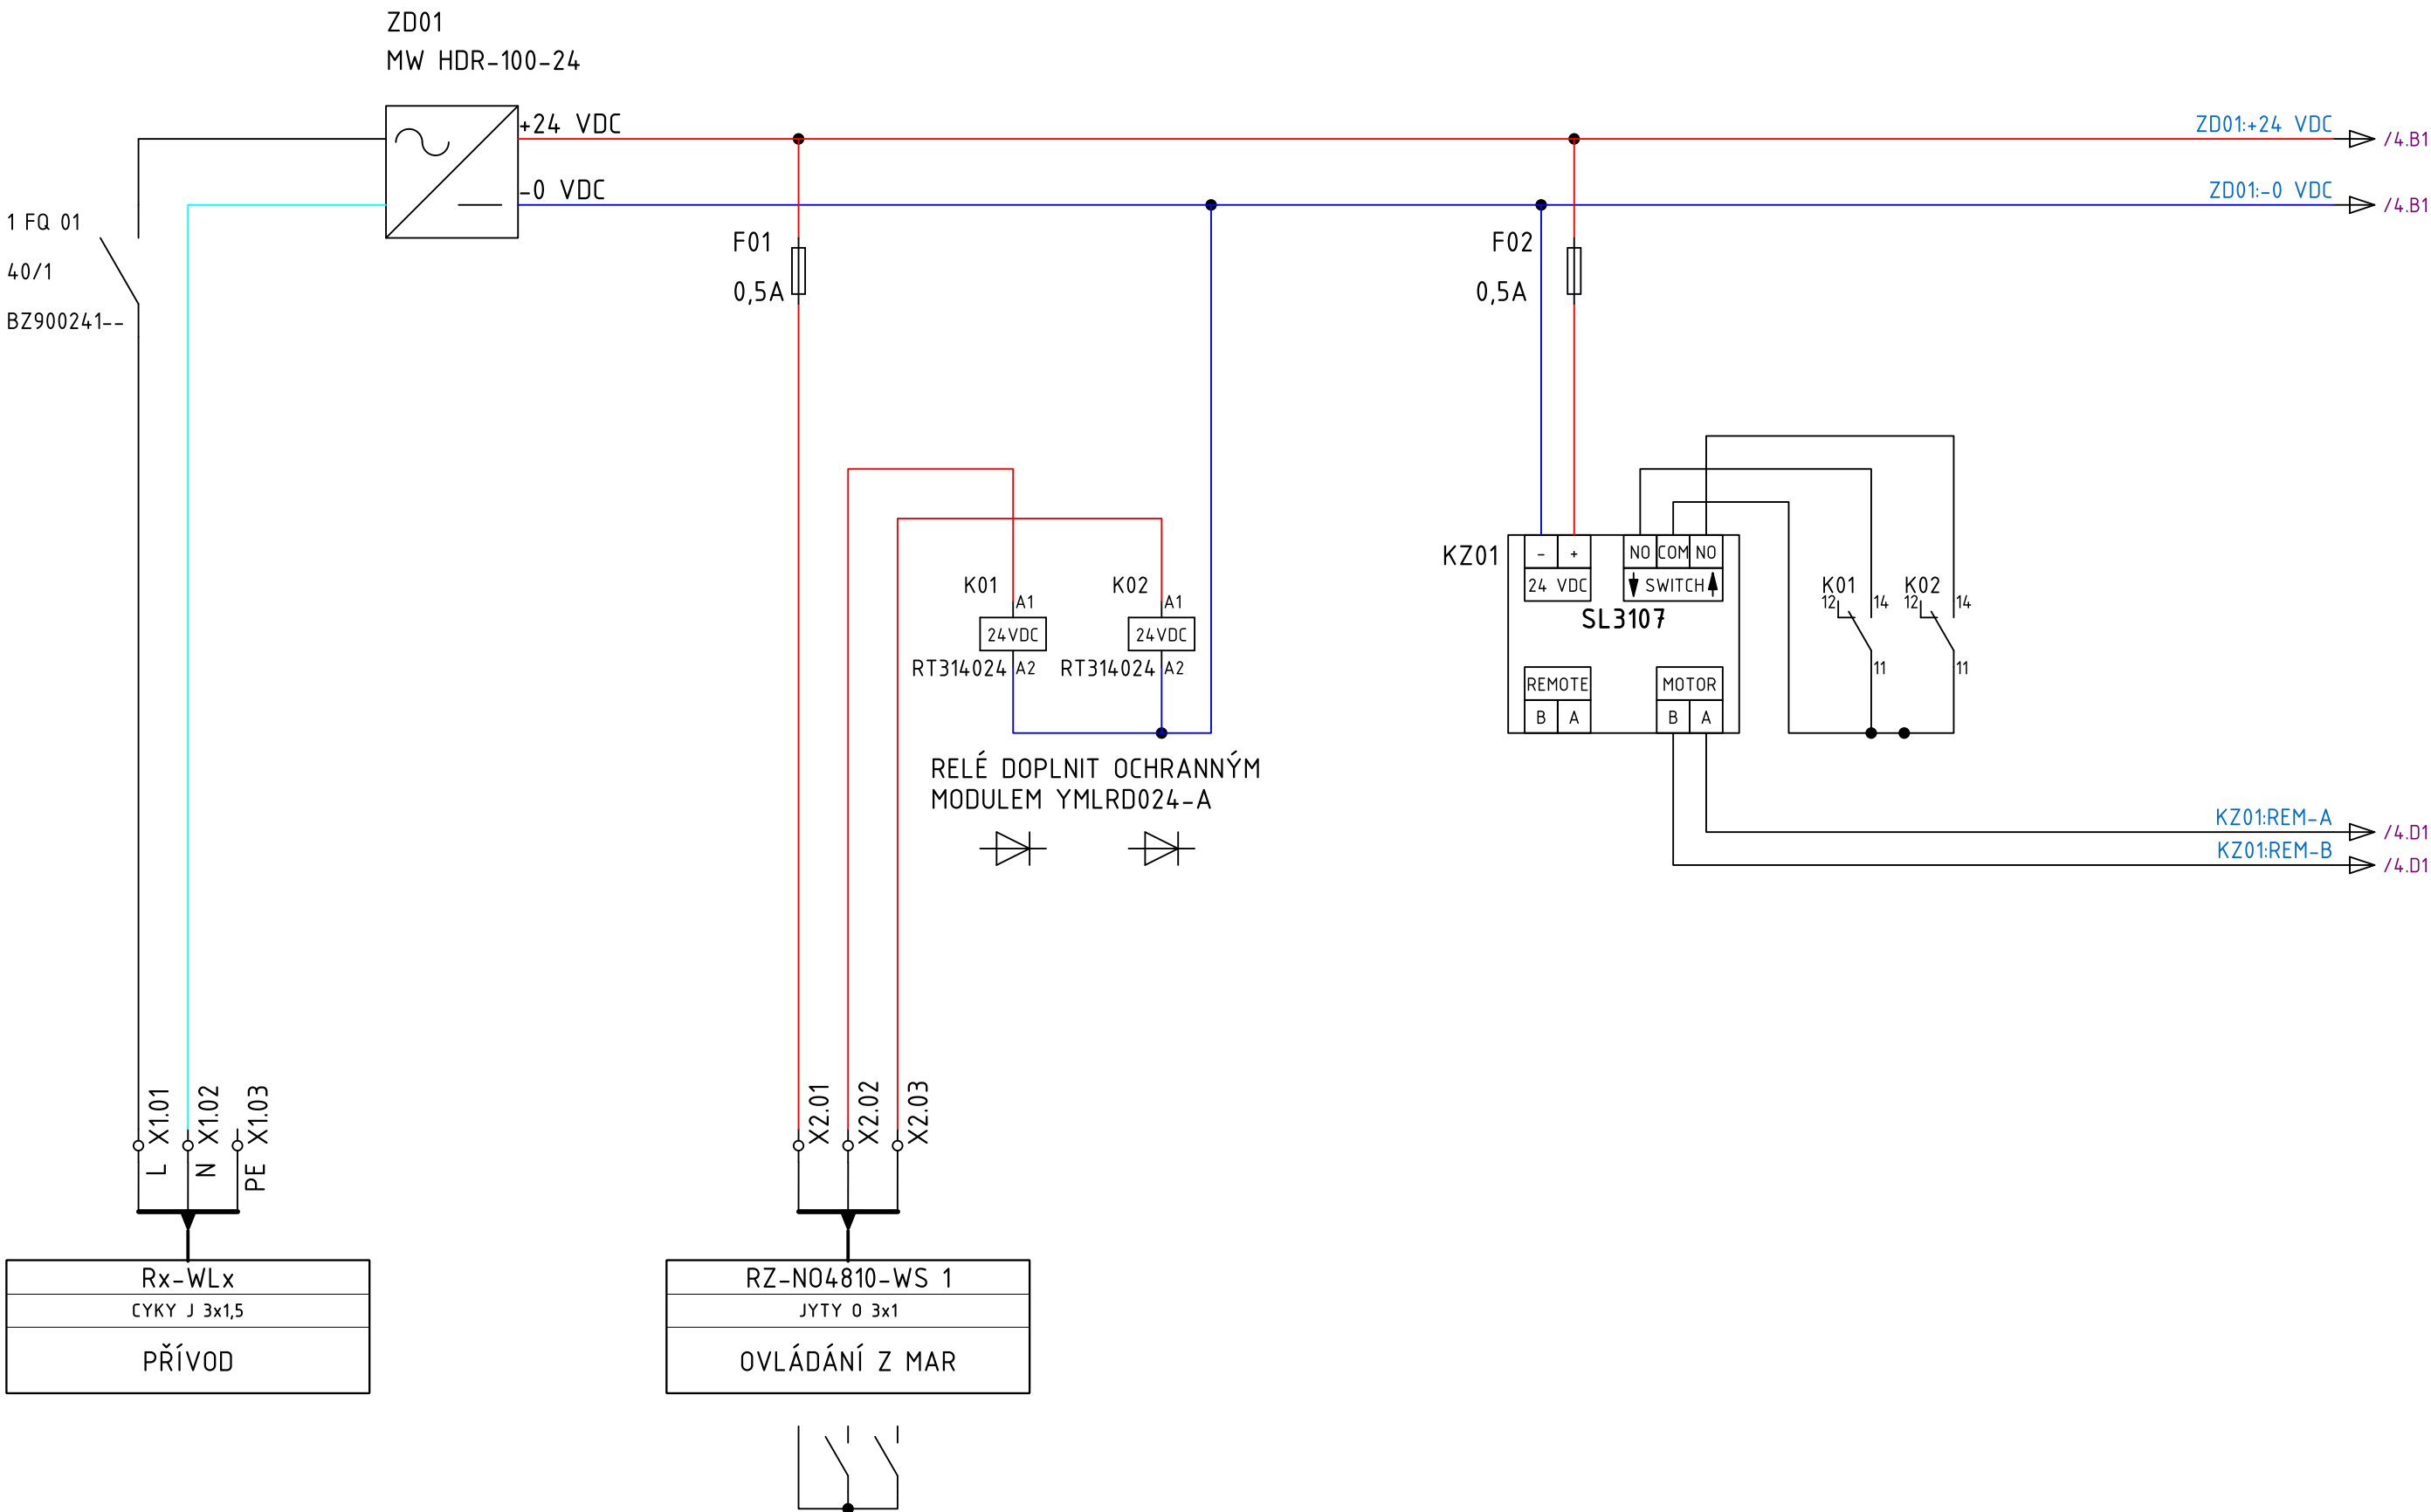 ZD01
MW HDR-100-24
+24 VDC
-0 VDC
ZD01:+24 VDC
/4.B1
ZD01:-0 VDC
/4.B1
1 FQ 01
40/1
BZ900241--
F01
0,5A
F02
0,5A
K01
A1
24VDC
RT314024
A2
K02
A1
24VDC
RT314024
A2
RELÉ DOPLNIT OCHRANNÝM
MODULEM YMLRD024-A
KZ01
- + NO COM NO
24 VDC SWITCH
SL3107
REMOTE MOTOR
B A B A
K01
12 14
11
K02
12 14
11
KZ01:REM-A
/4.D1
KZ01:REM-B
/4.D1
X1.01
X1.02
X1.03
L
N
PE
X2.01
X2.02
X2.03
Rx-WLx
CYKY J 3x1,5
PŘÍVOD
RZ-NO4810-WS 1
JYTY O 3x1
OVLÁDÁNÍ Z MAR